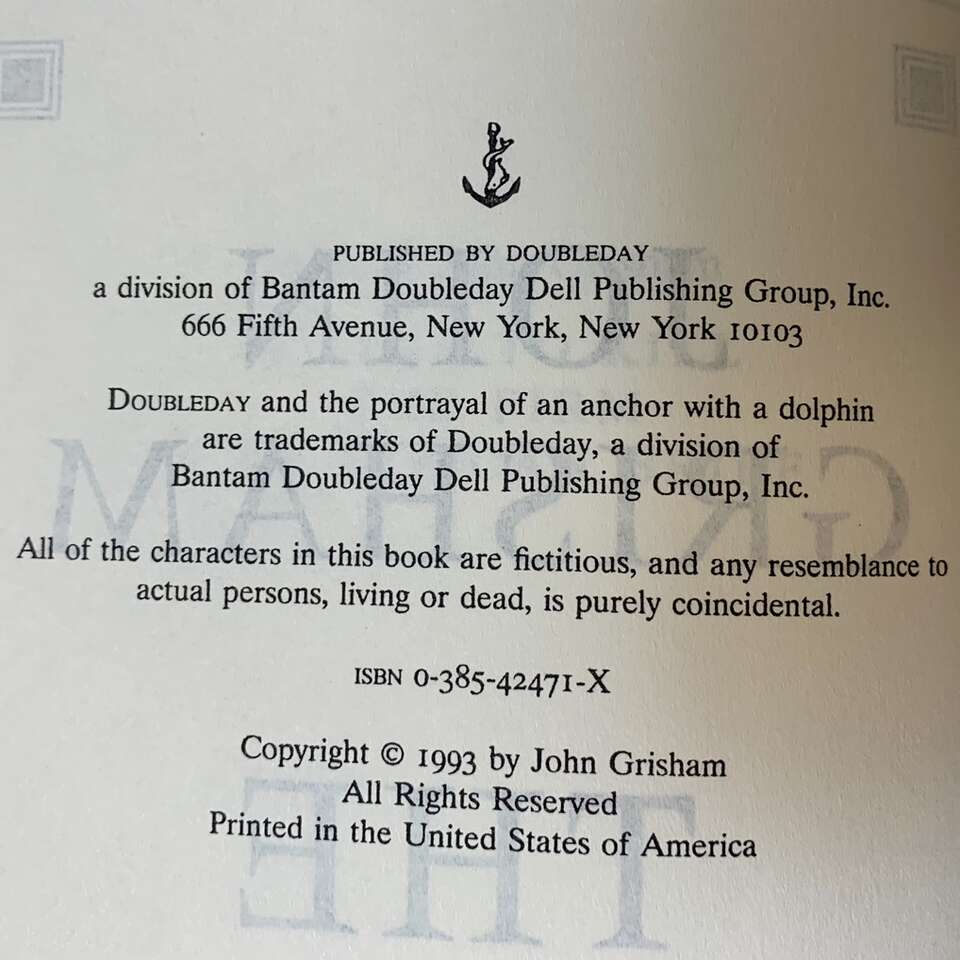 PUBLISHED BY DOUBLEDAY
a division of Bantam Doubleday Dell Publishing Group, Inc.
666 Fifth Avenue, New York, New York 10103
DOUBLEDAY and the portrayal of an anchor with a dolphin
are trademarks of Doubleday, a division of
Bantam Doubleday Dell Publishing Group, Inc.
All of the characters in this book are fictitious, and any resemblance to
actual persons, living or dead, is purely coincidental.
ISBN 0-385-42471-X
Copyright © 1993 by John Grisham
All Rights Reserved
Printed in the United States of America
JOHN
GRISHAM
THE